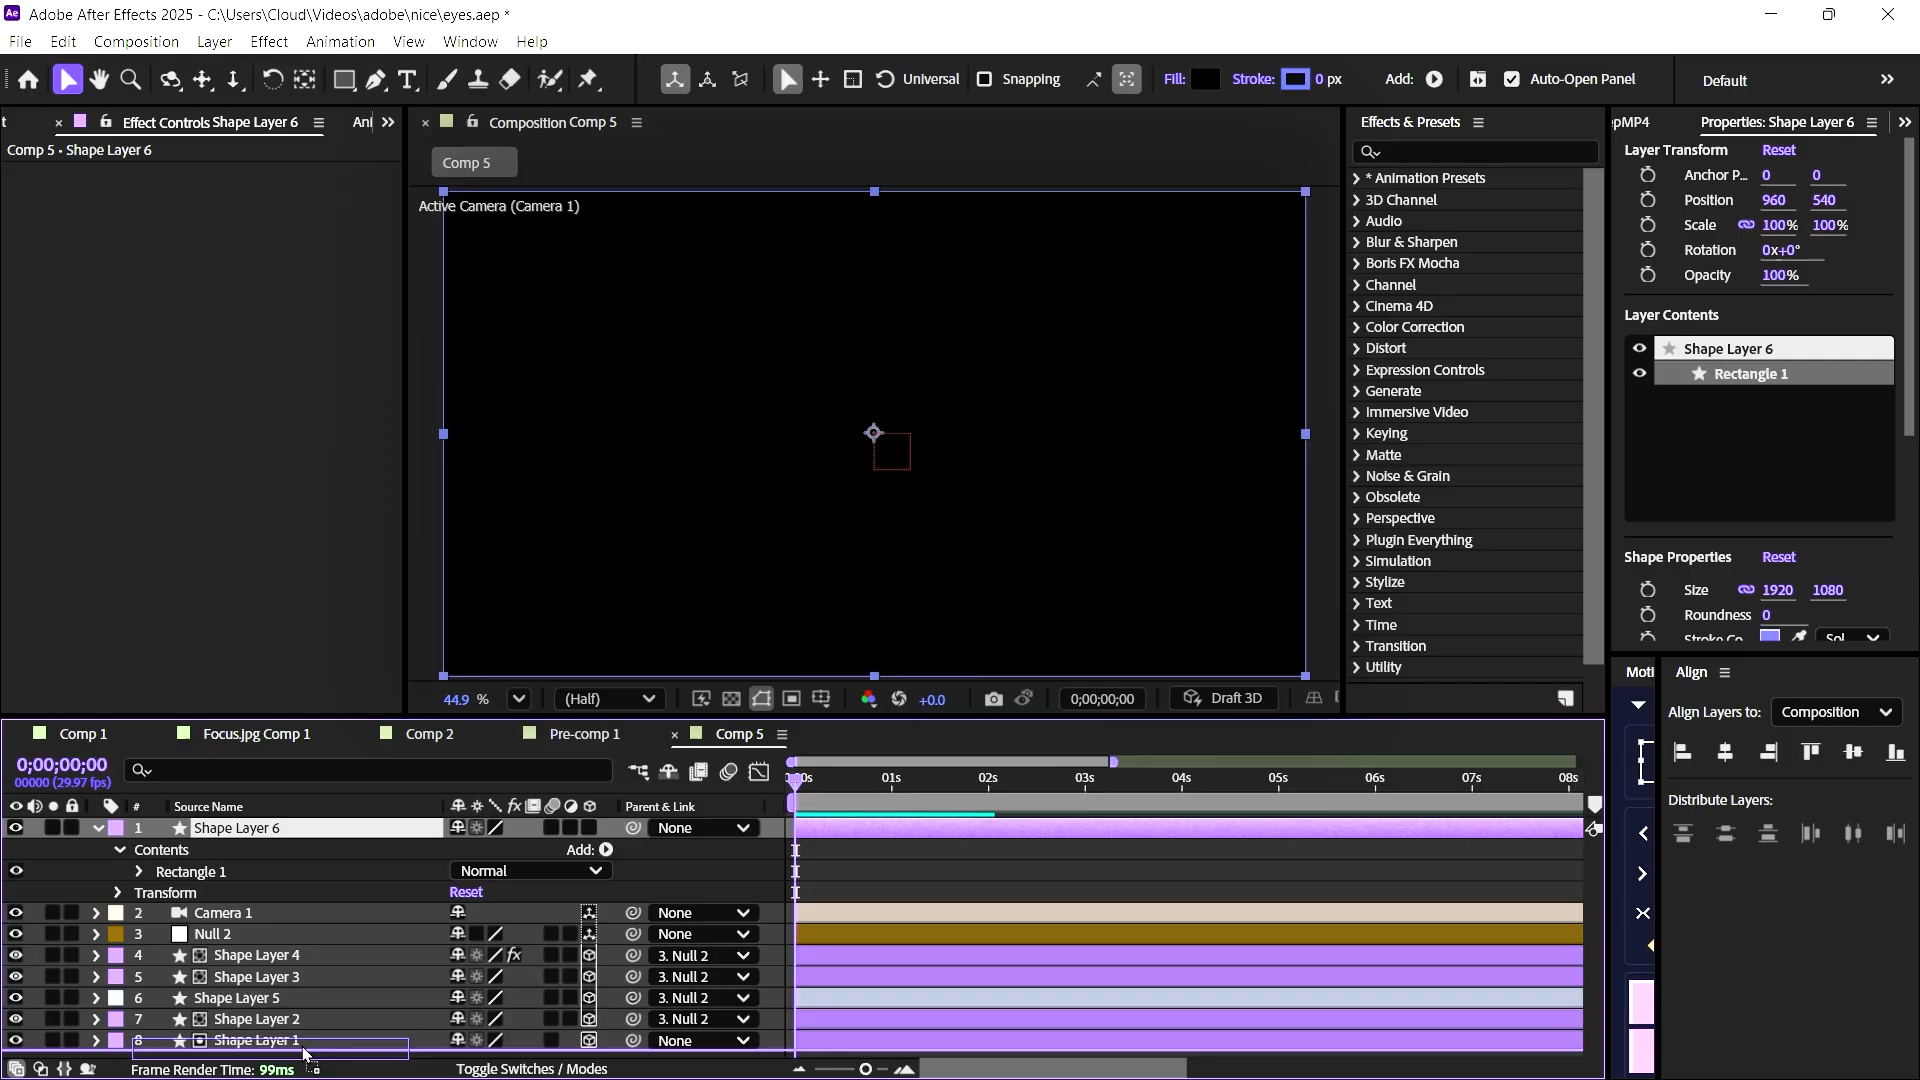 Ae Adobe After Effects 2025 - C:\Users\Cloud\Videos\adobe\nice\eyes.aep *
File Edit Composition Layer Effect Animation View Window Help
Universal Snapping Fill: Stroke: 0 px Add: Auto-Open Panel Default
t Effect Controls Shape Layer 6 Ani
Comp 5 • Shape Layer 6
Composition Comp 5
Comp 5
Active Camera (Camera 1)
44.9 % (Half) +0.0 0;00;00;00 Draft 3D
Effects & Presets
* Animation Presets
3D Channel
Audio
Blur & Sharpen
Boris FX Mocha
Channel
Cinema 4D
Color Correction
Distort
Expression Controls
Generate
Immersive Video
Keying
Matte
Noise & Grain
Obsolete
Perspective
Plugin Everything
Simulation
Stylize
Text
Time
Transition
Utility
pMP4 Properties: Shape Layer 6
Layer Transform Reset
Anchor P... 0 0
Position 960 540
Scale 100% 100%
Rotation 0x+0°
Opacity 100%
Layer Contents
Shape Layer 6
Rectangle 1
Shape Properties Reset
Size 1920 1080
Roundness 0
Stroke Co Sol
Moti Align
Align Layers to: Composition
Distribute Layers:
Comp 1 Focus.jpg Comp 1 Comp 2 Pre-comp 1 Comp 5
0;00;00;00
00000 (29.97 fps)
01s 02s 03s 04s 05s 06s 07s 08s
# Source Name fx Parent & Link
1 Shape Layer 6 None
Contents Add:
Rectangle 1 Normal
Transform Reset
2 Camera 1 None
3 Null 2 None
4 Shape Layer 4 fx 3. Null 2
5 Shape Layer 3 3. Null 2
6 Shape Layer 5 3. Null 2
7 Shape Layer 2 3. Null 2
8 Shape Layer 1 None
Frame Render Time: 99ms Toggle Switches / Modes